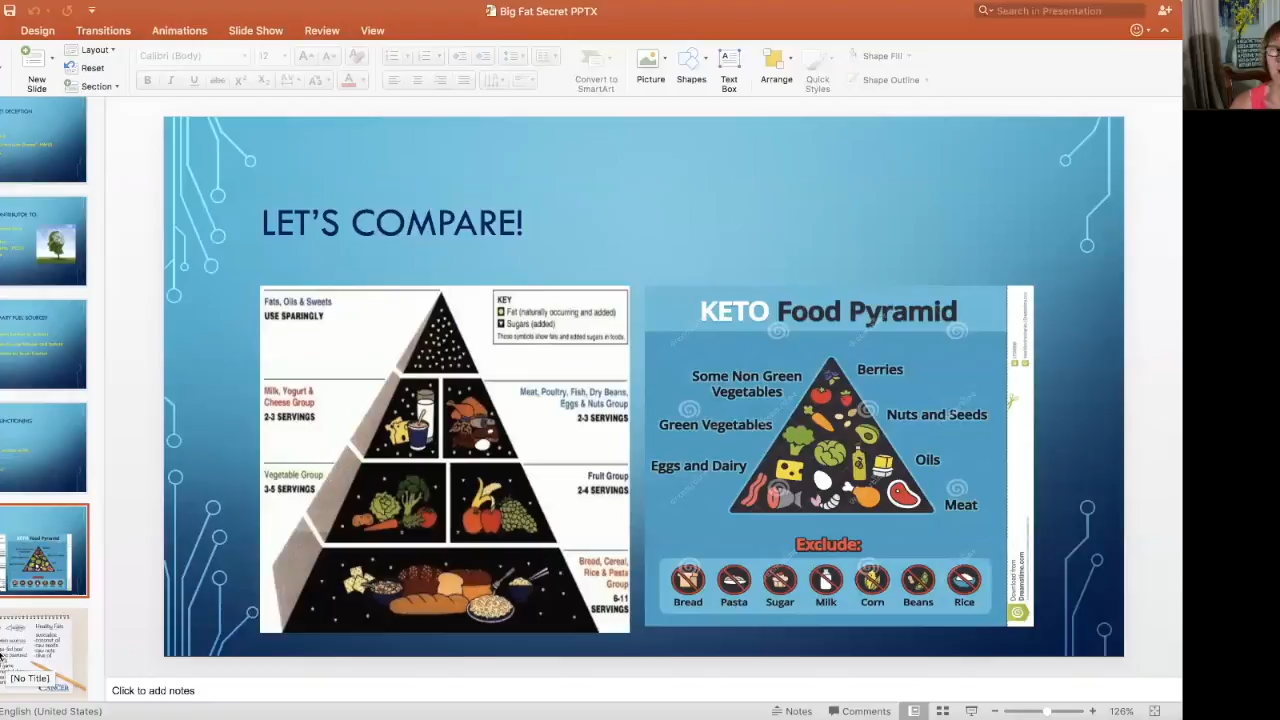 Big Fat Secret PPTX
Search in Presentation
Design
Transitions
Animations
Slide Show
Review
View
Layout
Reset
Section
New
Slide
Calibri (Body)
12
Convert to
SmartArt
Picture
Shapes
Text
Box
Arrange
Quick
Styles
Shape Fill
Shape Outline
LET'S COMPARE!
Fats, Oils & Sweets
USE SPARINGLY
KEY
Fat (naturally occurring and added)
Sugars (added)
These symbols show fats and added sugars in foods.
Milk, Yogurt &
Cheese Group
2-3 SERVINGS
Meat, Poultry, Fish, Dry Beans,
Eggs & Nuts Group
2-3 SERVINGS
Vegetable Group
3-5 SERVINGS
Fruit Group
2-4 SERVINGS
Bread, Cereal,
Rice & Pasta
Group
6-11
SERVINGS
KETO Food Pyramid
Some Non Green
Vegetables
Berries
Green Vegetables
Nuts and Seeds
Eggs and Dairy
Oils
Meat
Exclude:
Bread
Pasta
Sugar
Milk
Corn
Beans
Rice
Download from
Dreamstime.com
Healthy Fats
[No Title]
Click to add notes
English (United States)
Notes
Comments
126%